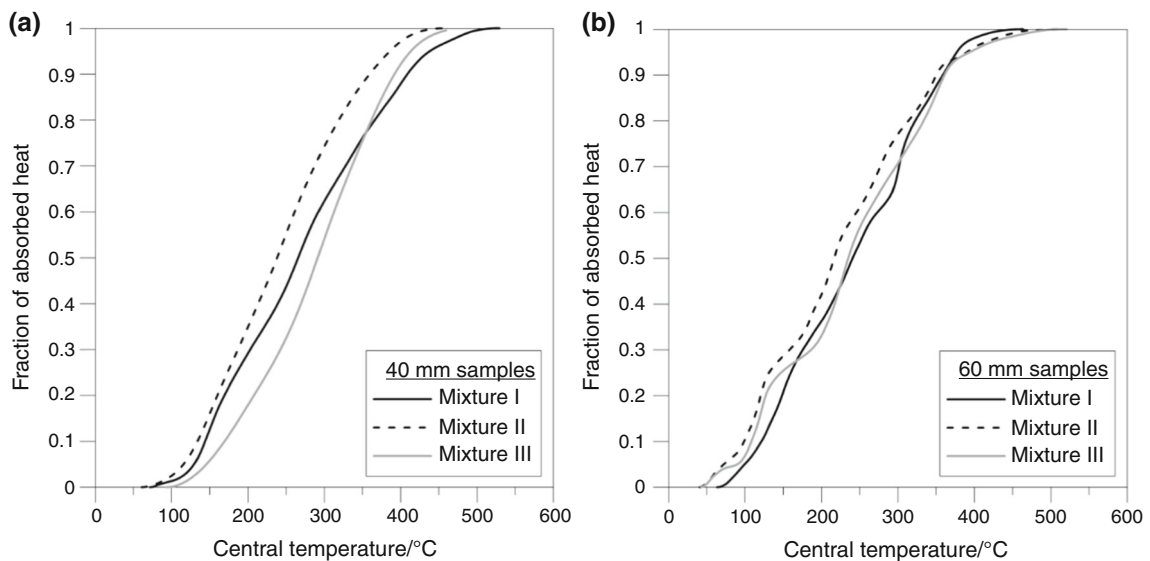 (a)
1
0.9
0.8
0.7
0.6
0.5
0.4
0.3
0.2
0.1
0
Fraction of absorbed heat
0 100 200 300 400 500 600
Central temperature/°C
40 mm samples
Mixture I
Mixture II
Mixture III
(b)
1
0.9
0.8
0.7
0.6
0.5
0.4
0.3
0.2
0.1
0
Fraction of absorbed heat
0 100 200 300 400 500 600
Central temperature/°C
60 mm samples
Mixture I
Mixture II
Mixture III